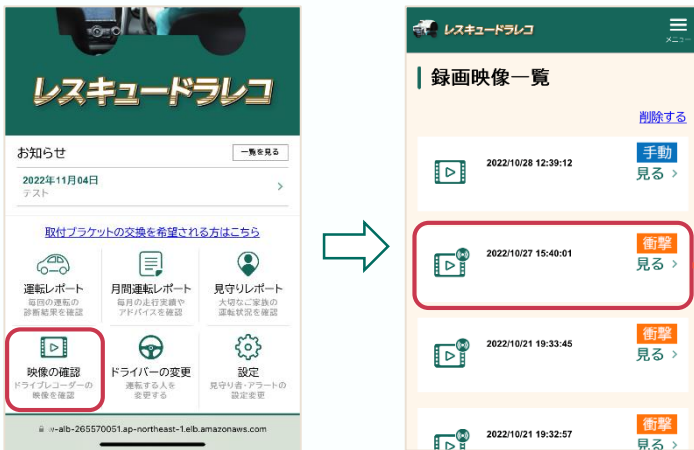 レスキュードラレコ
お知らせ
一覧を見る
2022年11月04日
テスト
取付ブラケットの交換を希望される方はこちら
運転レポート
毎回の運転の
診断結果を確認
月間運転レポート
毎月の走行実績や
アドバイスを確認
見守りレポート
大切なご家族の
運転状況を確認
映像の確認
ドライブレコーダーの
映像を確認
ドライバーの変更
運転する人を
変更する
設定
見守り者・アラートの
設定変更
-alb-265570051.ap-northeast-1.elb.amazonaws.com
レスキュードラレコ
メニュー
録画映像一覧
削除する
2022/10/28 12:39:12
手動
見る
2022/10/27 15:40:01
衝撃
見る
2022/10/21 19:33:45
衝撃
見る
2022/10/21 19:32:57
衝撃
見る